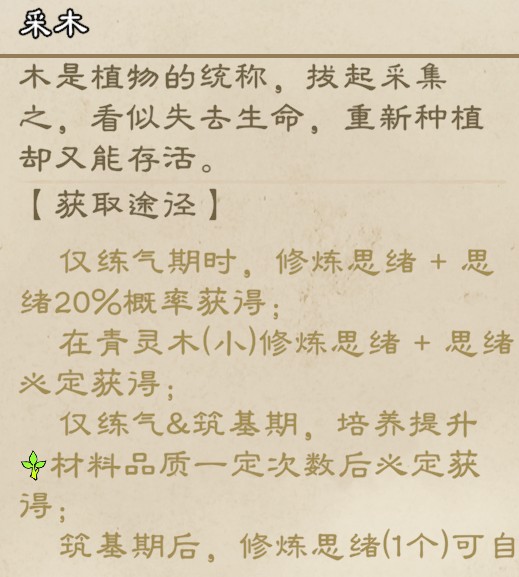 采木
木是植物的统称，拔起采集
之，看似失去生命，重新种植
却又能存活。
【获取途径】
仅练气期时，修炼思绪 + 思
绪20%概率获得；
在青灵木(小)修炼思绪 + 思绪
必定获得；
仅练气&筑基期，培养提升
材料品质一定次数后必定获
得；
筑基期后，修炼思绪(1个)可自